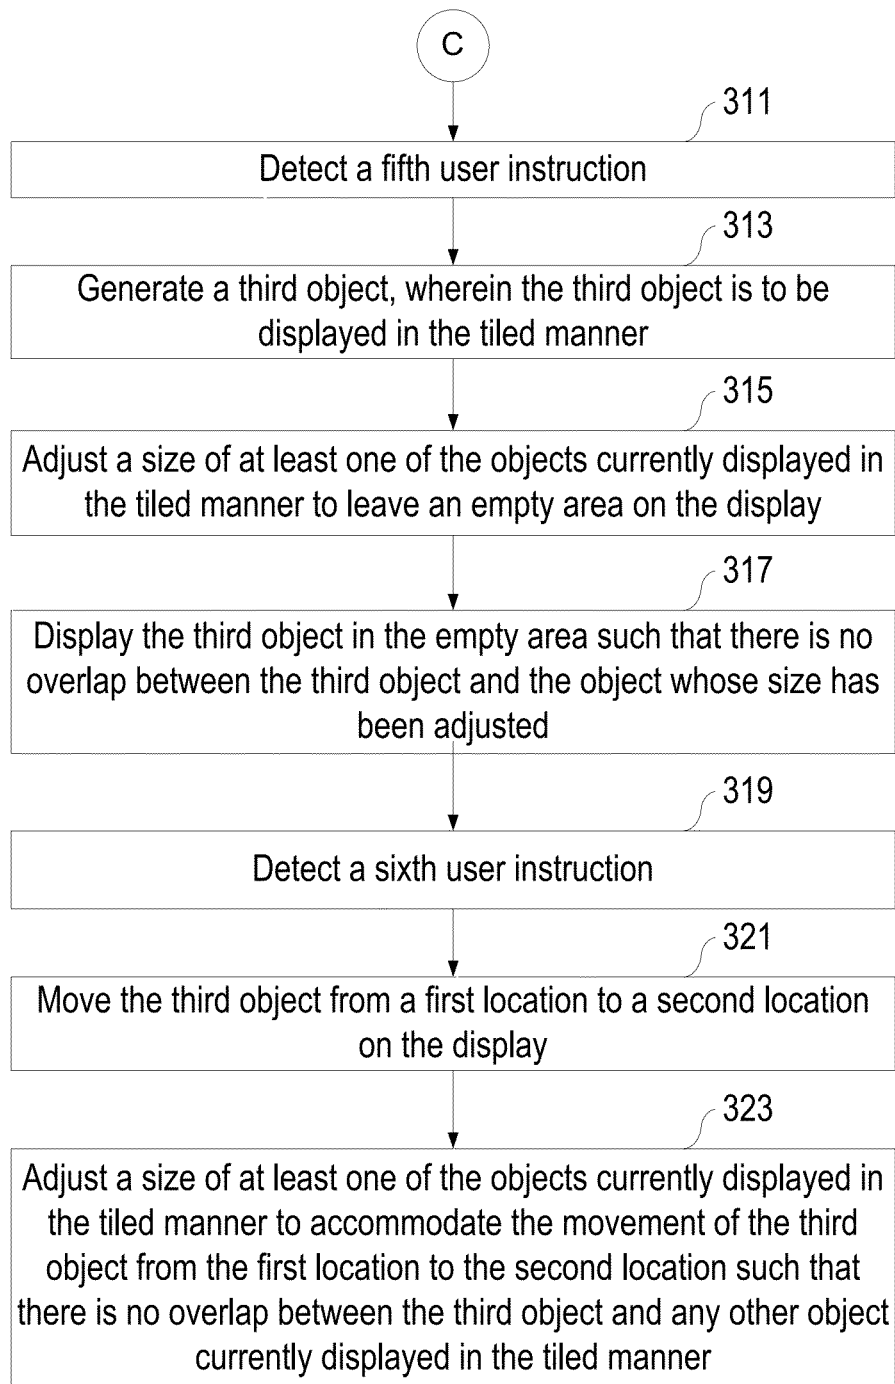 C
311
Detect a fifth user instruction
313
Generate a third object, wherein the third object is to be
displayed in the tiled manner
315
Adjust a size of at least one of the objects currently displayed in
the tiled manner to leave an empty area on the display
317
Display the third object in the empty area such that there is no
overlap between the third object and the object whose size has
been adjusted
319
Detect a sixth user instruction
321
Move the third object from a first location to a second location
on the display
323
Adjust a size of at least one of the objects currently displayed in
the tiled manner to accommodate the movement of the third
object from the first location to the second location such that
there is no overlap between the third object and any other object
currently displayed in the tiled manner